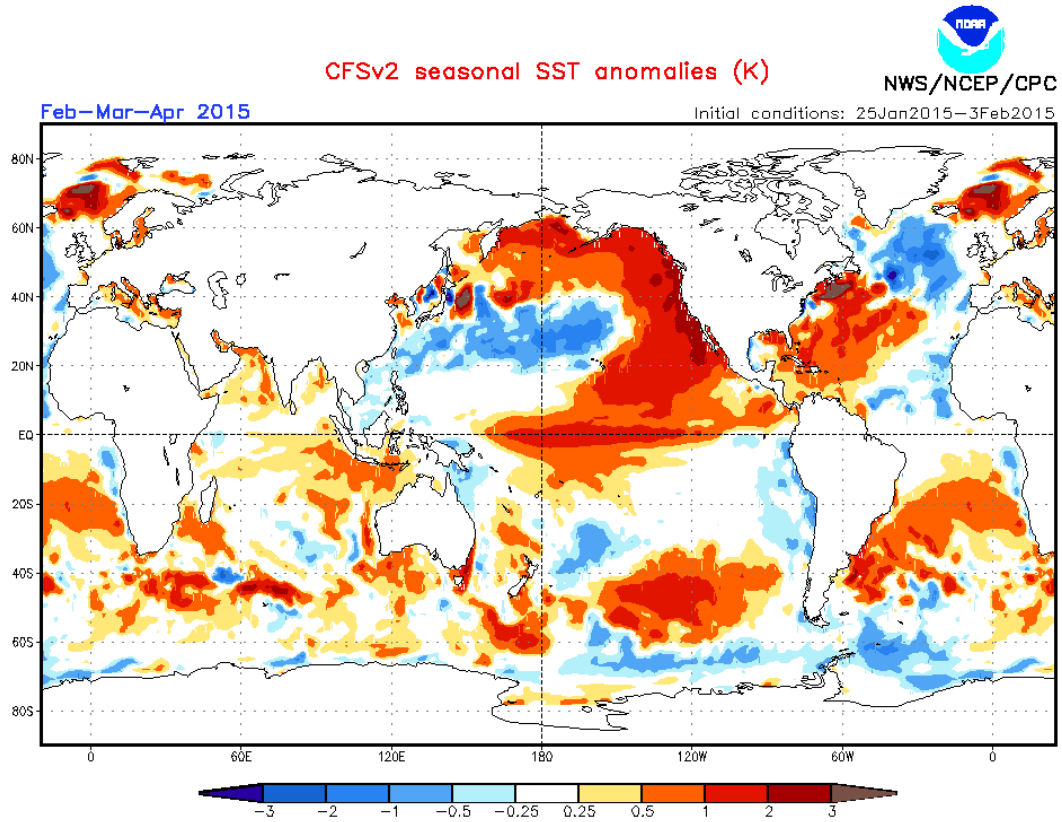 NOAA
CFSv2 seasonal SST anomalies (K)
NWS/NCEP/CPC
Feb-Mar-Apr 2015
Initial conditions: 25Jan2015-3Feb2015
80N
60N
40N
20N
EQ
20S
40S
60S
80S
0 60E 120E 180 120W 60W 0
-3 -2 -1 -0.5 -0.25 0.25 0.5 1 2 3